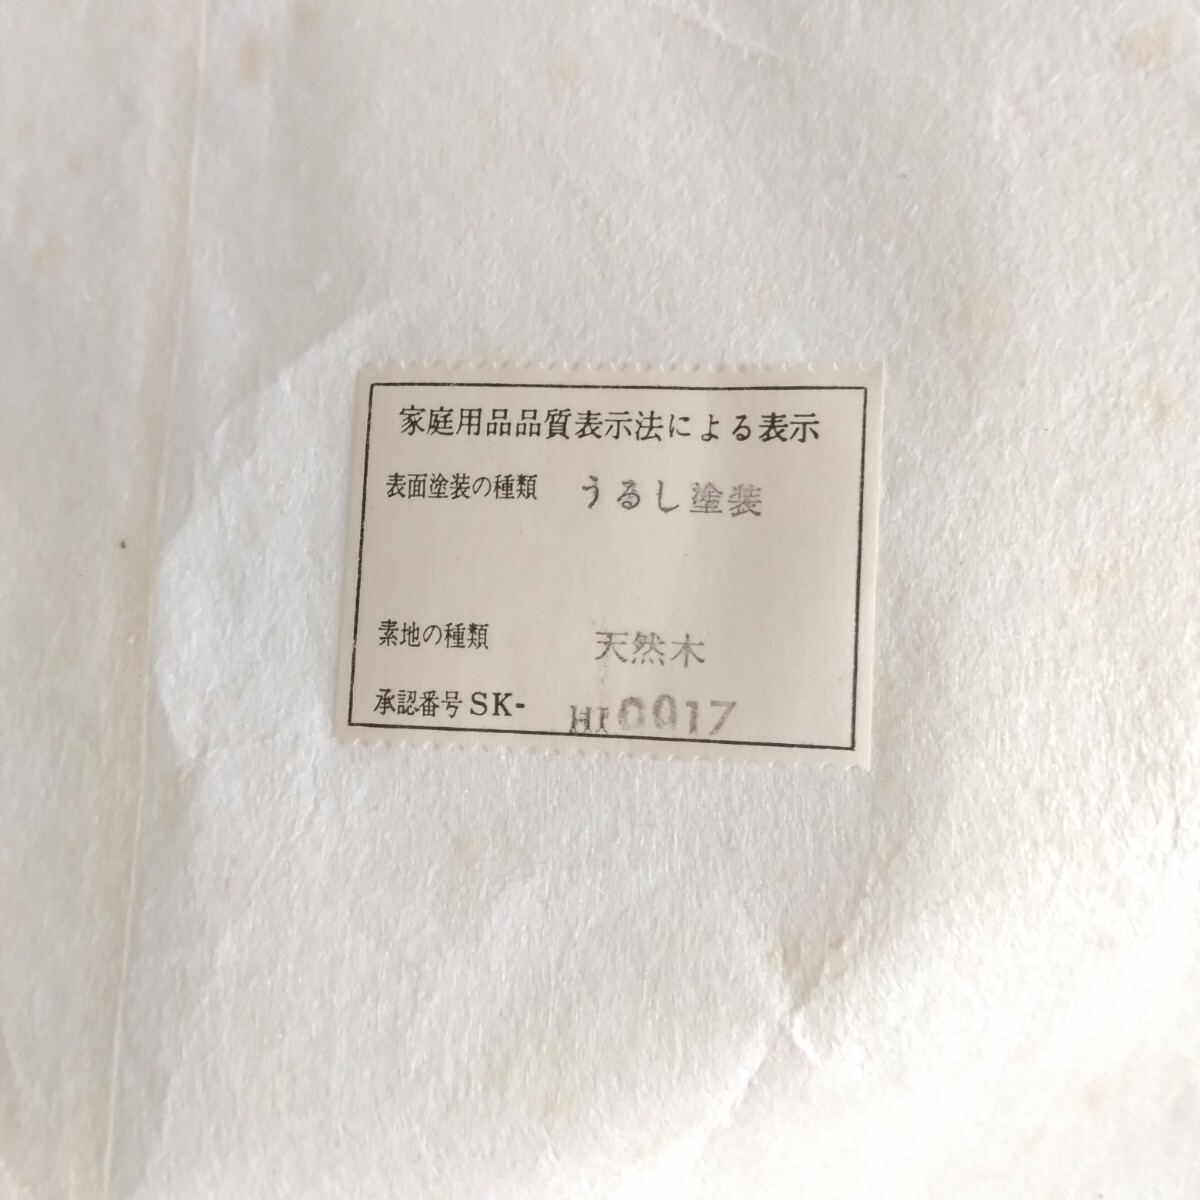 家庭用品品質表示法による表示
表面塗装の種類 うるし塗装
素地の種類 天然木
承認番号 SK- HI0017